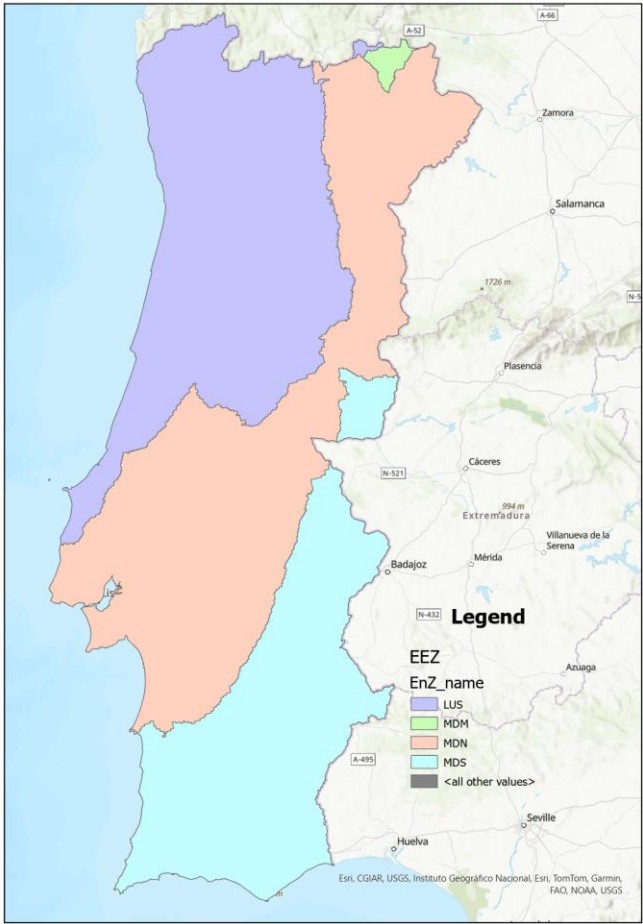 A-66
A-52
Zamora
Salamanca
1726 m
N-5
Plasencia
Cáceres
N-521
994 m
Extremadura
Villanueva de la
Serena
Badajoz
Mérida
N-432
Legend
EEZ
Azuaga
EnZ_name
LUS
MDM
MDN
MDS
A-495
<all other values>
Seville
Huelva
Esri, CGIAR, USGS, Instituto Geográfico Nacional, Esri, TomTom, Garmin,
FAO, NOAA, USGS